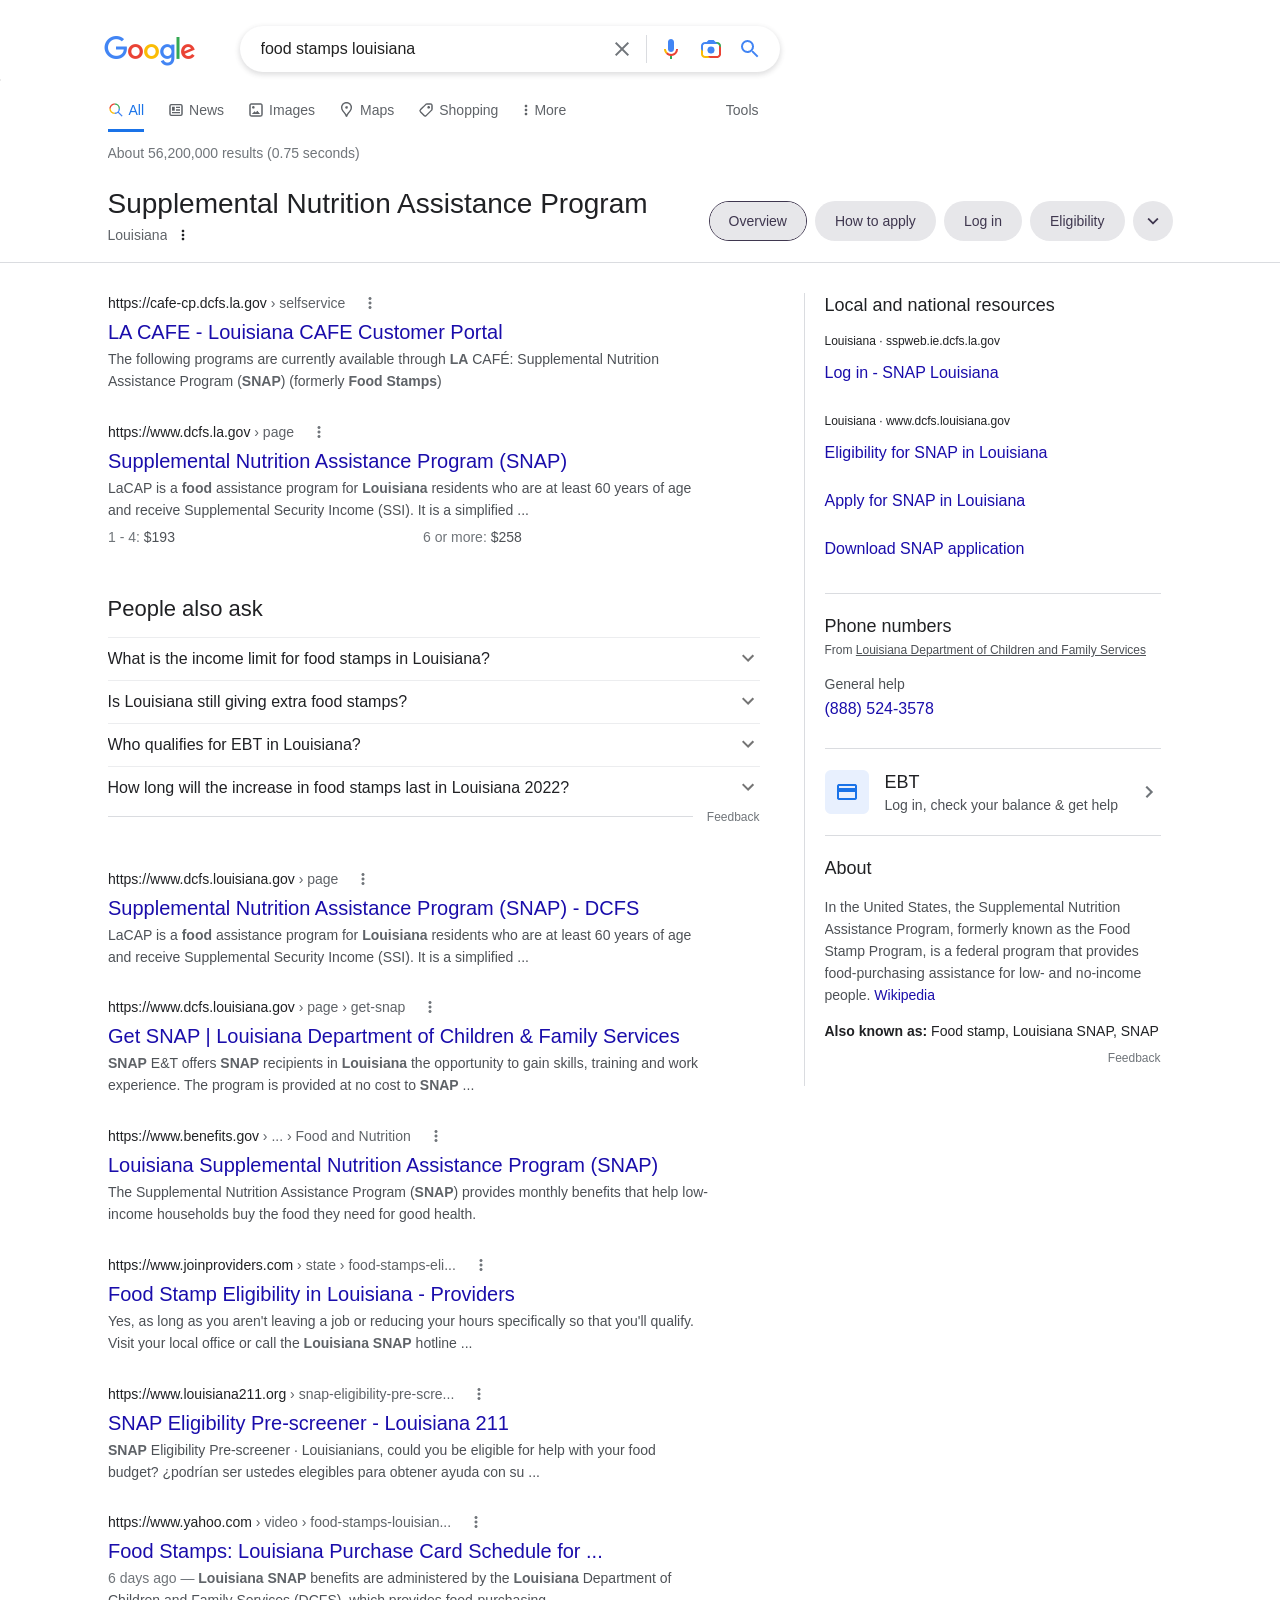 Google
food stamps louisiana
All
News
Images
Maps
Shopping
More
Tools
About 56,200,000 results (0.75 seconds)
Supplemental Nutrition Assistance Program
Louisiana
Overview
How to apply
Log in
Eligibility
https://cafe-cp.dcfs.la.gov › selfservice
LA CAFE - Louisiana CAFE Customer Portal
The following programs are currently available through LA CAFÉ: Supplemental Nutrition
Assistance Program (SNAP) (formerly Food Stamps)
https://www.dcfs.la.gov › page
Supplemental Nutrition Assistance Program (SNAP)
LaCAP is a food assistance program for Louisiana residents who are at least 60 years of age
and receive Supplemental Security Income (SSI). It is a simplified ...
1 - 4: $193
6 or more: $258
People also ask
What is the income limit for food stamps in Louisiana?
Is Louisiana still giving extra food stamps?
Who qualifies for EBT in Louisiana?
How long will the increase in food stamps last in Louisiana 2022?
Feedback
https://www.dcfs.louisiana.gov › page
Supplemental Nutrition Assistance Program (SNAP) - DCFS
LaCAP is a food assistance program for Louisiana residents who are at least 60 years of age
and receive Supplemental Security Income (SSI). It is a simplified ...
https://www.dcfs.louisiana.gov › page › get-snap
Get SNAP | Louisiana Department of Children & Family Services
SNAP E&T offers SNAP recipients in Louisiana the opportunity to gain skills, training and work
experience. The program is provided at no cost to SNAP ...
https://www.benefits.gov › ... › Food and Nutrition
Louisiana Supplemental Nutrition Assistance Program (SNAP)
The Supplemental Nutrition Assistance Program (SNAP) provides monthly benefits that help low-
income households buy the food they need for good health.
https://www.joinproviders.com › state › food-stamps-eli...
Food Stamp Eligibility in Louisiana - Providers
Yes, as long as you aren't leaving a job or reducing your hours specifically so that you'll qualify.
Visit your local office or call the Louisiana SNAP hotline ...
https://www.louisiana211.org › snap-eligibility-pre-scre...
SNAP Eligibility Pre-screener - Louisiana 211
SNAP Eligibility Pre-screener · Louisianians, could you be eligible for help with your food
budget? ¿podrían ser ustedes elegibles para obtener ayuda con su ...
https://www.yahoo.com › video › food-stamps-louisian...
Food Stamps: Louisiana Purchase Card Schedule for ...
6 days ago — Louisiana SNAP benefits are administered by the Louisiana Department of
Children and Family Services (DCFS), which provides food-purchasing
Local and national resources
Louisiana · sspweb.ie.dcfs.la.gov
Log in - SNAP Louisiana
Louisiana · www.dcfs.louisiana.gov
Eligibility for SNAP in Louisiana
Apply for SNAP in Louisiana
Download SNAP application
Phone numbers
From Louisiana Department of Children and Family Services
General help
(888) 524-3578
EBT
Log in, check your balance & get help
About
In the United States, the Supplemental Nutrition
Assistance Program, formerly known as the Food
Stamp Program, is a federal program that provides
food-purchasing assistance for low- and no-income
people. Wikipedia
Also known as: Food stamp, Louisiana SNAP, SNAP
Feedback